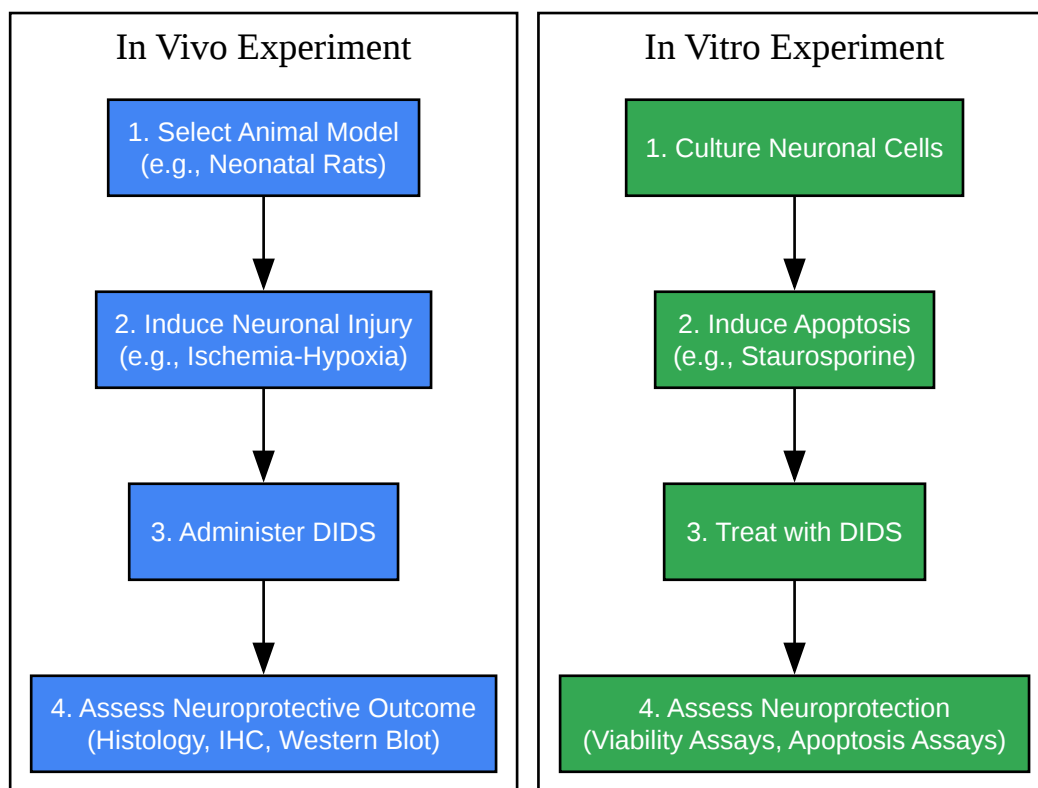 In Vivo Experiment
1. Select Animal Model
(e.g., Neonatal Rats)
2. Induce Neuronal Injury
(e.g., Ischemia-Hypoxia)
3. Administer DIDS
4. Assess Neuroprotective Outcome
(Histology, IHC, Western Blot)
In Vitro Experiment
1. Culture Neuronal Cells
2. Induce Apoptosis
(e.g., Staurosporine)
3. Treat with DIDS
4. Assess Neuroprotection
(Viability Assays, Apoptosis Assays)